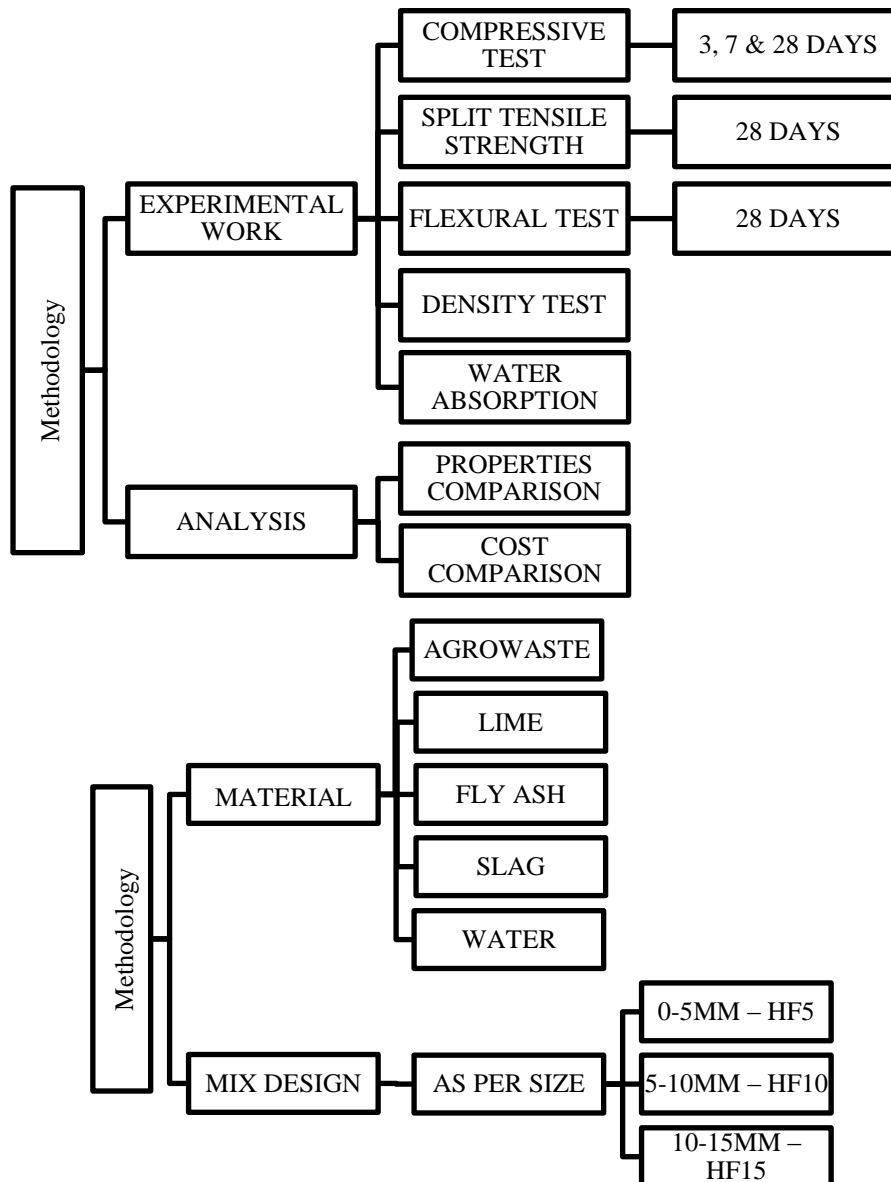 Methodology
EXPERIMENTAL
WORK
COMPRESSIVE
TEST
3, 7 & 28 DAYS
SPLIT TENSILE
STRENGTH
28 DAYS
FLEXURAL TEST
28 DAYS
DENSITY TEST
WATER
ABSORPTION
ANALYSIS
PROPERTIES
COMPARISON
COST
COMPARISON
Methodology
MATERIAL
AGROWASTE
LIME
FLY ASH
SLAG
WATER
MIX DESIGN
AS PER SIZE
0-5MM – HF5
5-10MM – HF10
10-15MM –
HF15